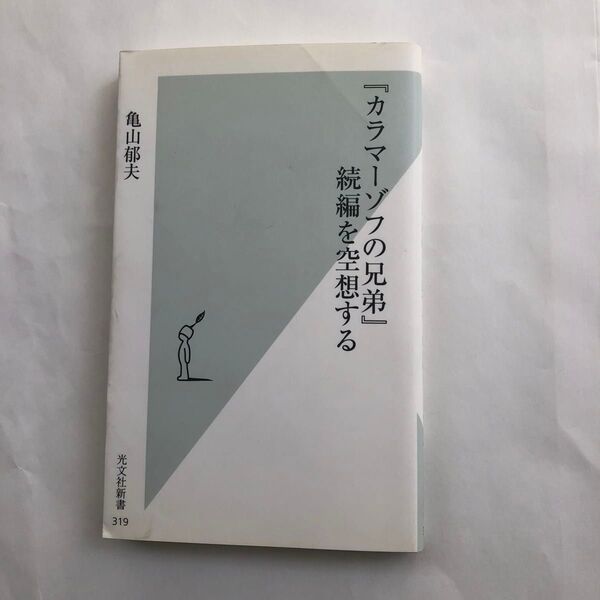 『カラマーゾフの兄弟』
続編を空想する
亀山郁夫
光文社新書
319